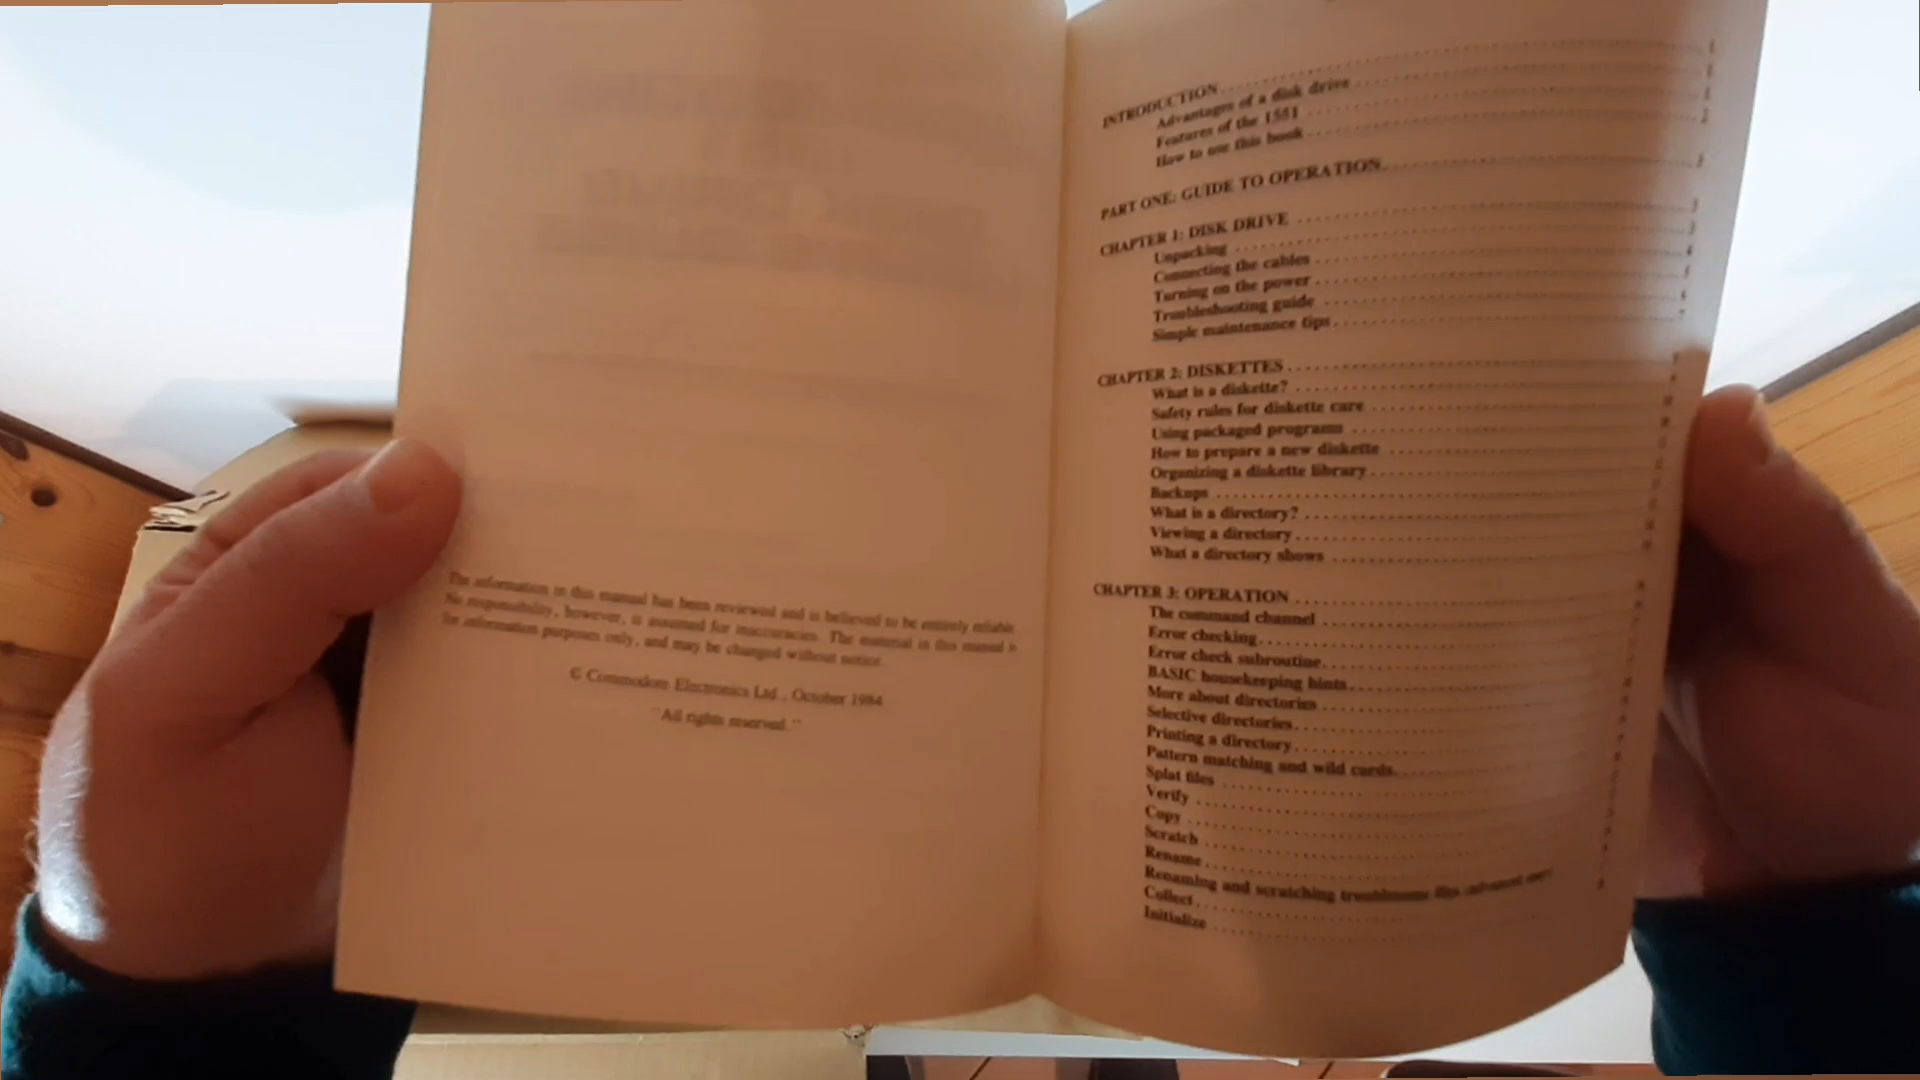 The information in this manual has been reviewed and is believed to be entirely reliable.
No responsibility, however, is assumed for inaccuracies. The material in this manual is
for information purposes only, and may be changed without notice.
© Commodore Electronics Ltd., October 1984
"All rights reserved."
INTRODUCTION
Advantages of a disk drive
Features of the 1551
How to use this book
PART ONE: GUIDE TO OPERATION
CHAPTER 1: DISK DRIVE
Unpacking
Connecting the cables
Turning on the power
Troubleshooting guide
Simple maintenance tips
CHAPTER 2: DISKETTES
What is a diskette?
Safety rules for diskette care
Using packaged programs
How to prepare a new diskette
Organizing a diskette library
Backups
What is a directory?
Viewing a directory
What a directory shows
CHAPTER 3: OPERATION
The command channel
Error checking
Error check subroutine
BASIC housekeeping hints
More about directories
Selective directories
Printing a directory
Pattern matching and wild cards
Splat files
Verify
Copy
Scratch
Rename
Renaming and scratching troublesome files (advanced users)
Collect
Initialize